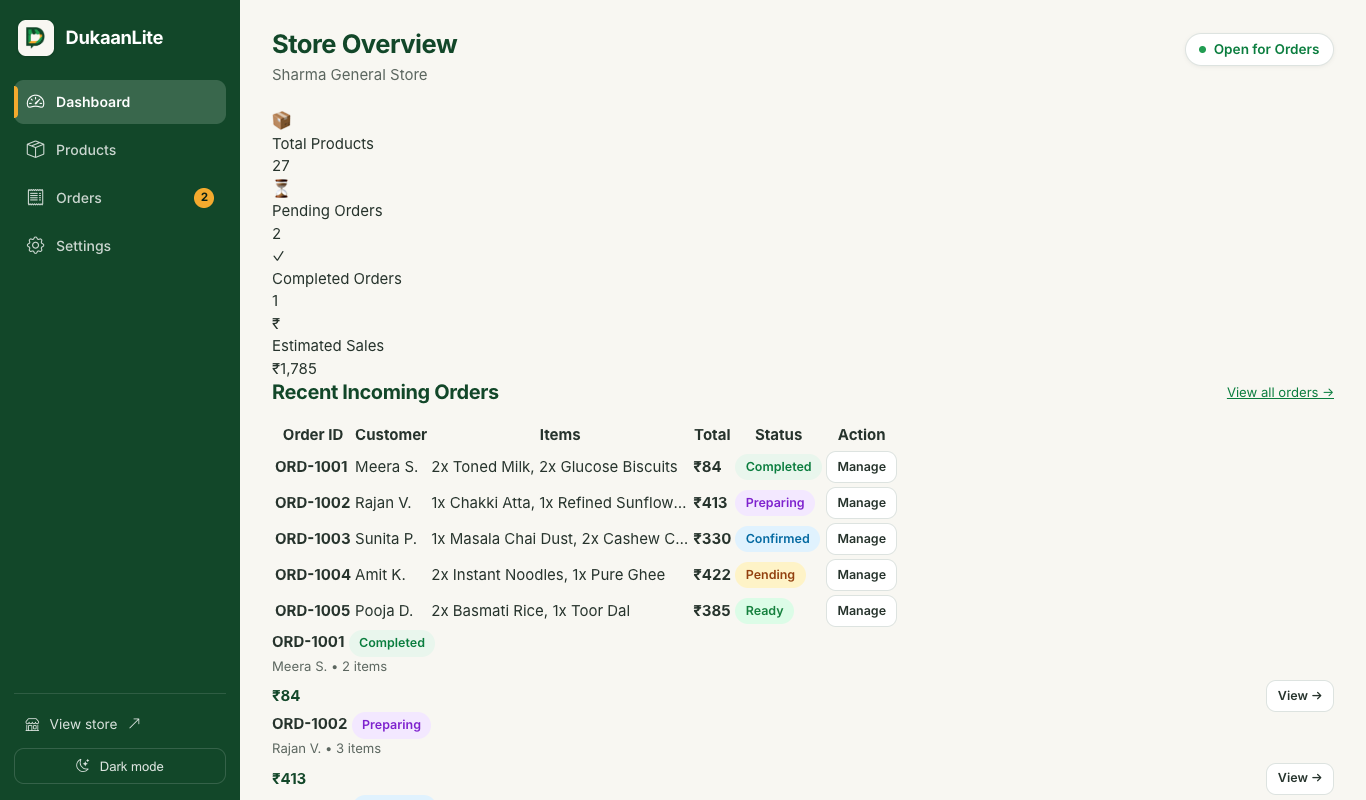 DukaanLite
Dashboard
Products
Orders 2
Settings
View store ↗
Dark mode
Store Overview
Sharma General Store
Open for Orders
Total Products
27
Pending Orders
2
✓
Completed Orders
1
₹
Estimated Sales
₹1,785
Recent Incoming Orders
View all orders →
Order ID Customer Items Total Status Action
ORD-1001 Meera S. 2x Toned Milk, 2x Glucose Biscuits ₹84 Completed Manage
ORD-1002 Rajan V. 1x Chakki Atta, 1x Refined Sunflow... ₹413 Preparing Manage
ORD-1003 Sunita P. 1x Masala Chai Dust, 2x Cashew C... ₹330 Confirmed Manage
ORD-1004 Amit K. 2x Instant Noodles, 1x Pure Ghee ₹422 Pending Manage
ORD-1005 Pooja D. 2x Basmati Rice, 1x Toor Dal ₹385 Ready Manage
ORD-1001 Completed
Meera S. • 2 items
₹84 View →
ORD-1002 Preparing
Rajan V. • 3 items
₹413 View →